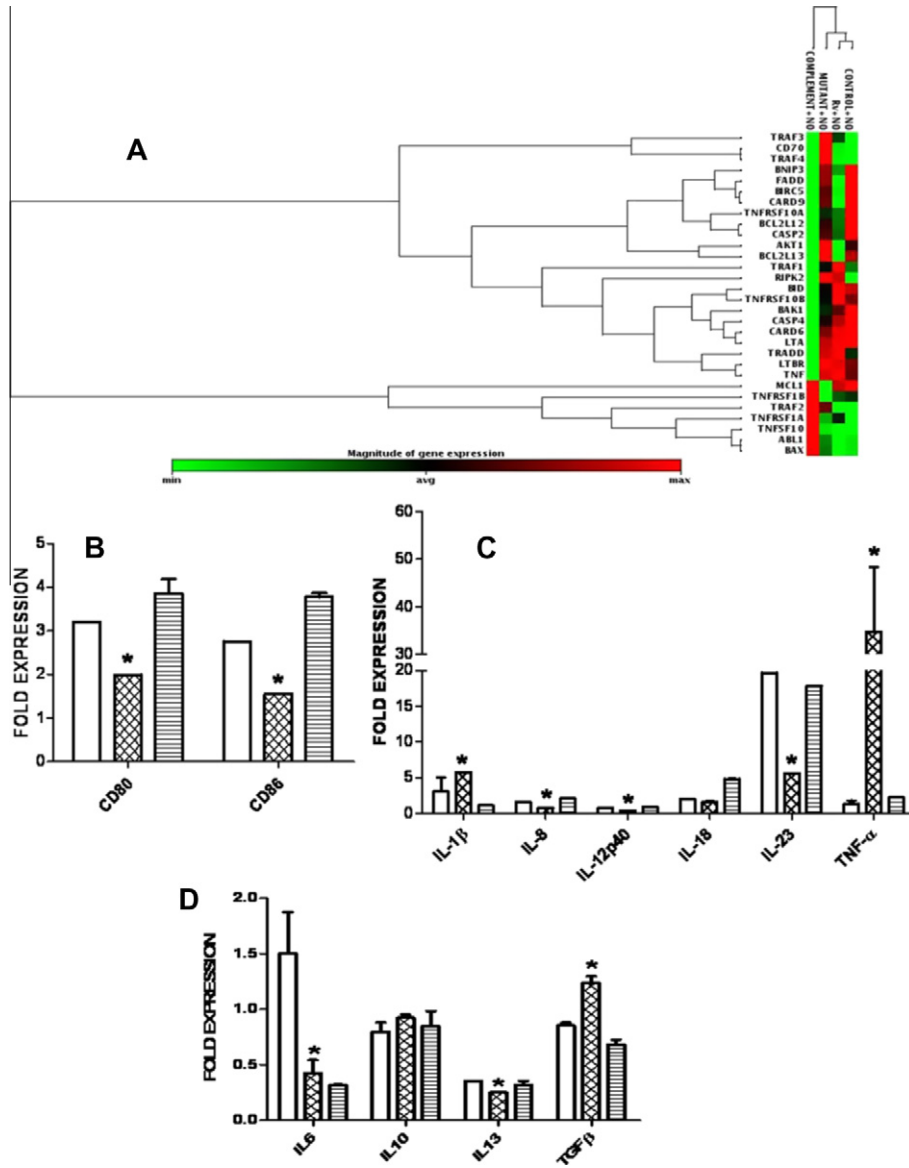 A
COMPLEMENT+NO
MUTANT+NO
Rv+NO
CONTROL+NO
TRAF3
CD70
TRAF4
BNIP3
FADD
BIRC5
CARD9
TNFRSF10A
BCL2L12
CASP2
AKT1
BCL2L13
TRAF1
RIPK2
BID
TNFRSF10B
BAK1
CASP4
CARD6
LTA
TRADD
LTBR
TNF
MCL1
TNFRSF1B
TRAF2
TNFRSF1A
TNFSF10
ABL1
BAX
Magnitude of gene expression
min avg max
B
FOLD EXPRESSION
5
4
3
2
1
0
* *
CD80 CD86
C
FOLD EXPRESSION
60
50
40
30
20
15
10
5
0
* * * * *
IL-1β IL-8 IL-12p40 IL-18 IL-23 TNF-α
D
FOLD EXPRESSION
2.0
1.5
1.0
0.5
0.0
* * *
IL6 IL10 IL13 TGFβ